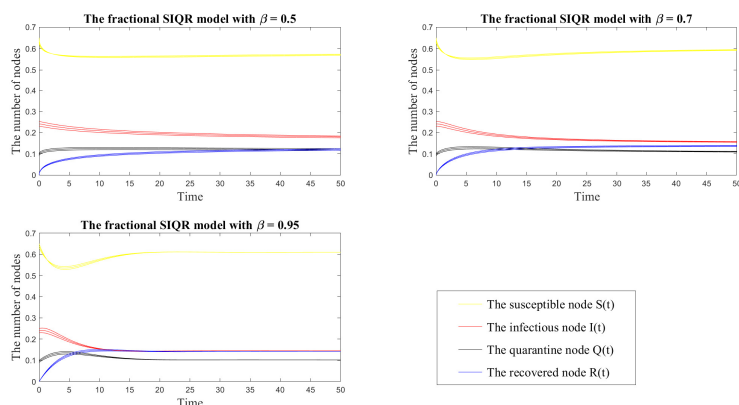 The fractional SIQR model with β = 0.5
The number of nodes
0.7
0.6
0.5
0.4
0.3
0.2
0.1
0
0 5 10 15 20 25 30 35 40 45 50
Time
The fractional SIQR model with β = 0.7
The number of nodes
0.7
0.6
0.5
0.4
0.3
0.2
0.1
0
0 5 10 15 20 25 30 35 40 45 50
Time
The fractional SIQR model with β = 0.95
The number of nodes
0.7
0.6
0.5
0.4
0.3
0.2
0.1
0
0 5 10 15 20 25 30 35 40 45 50
Time
The susceptible node S(t)
The infectious node I(t)
The quarantine node Q(t)
The recovered node R(t)